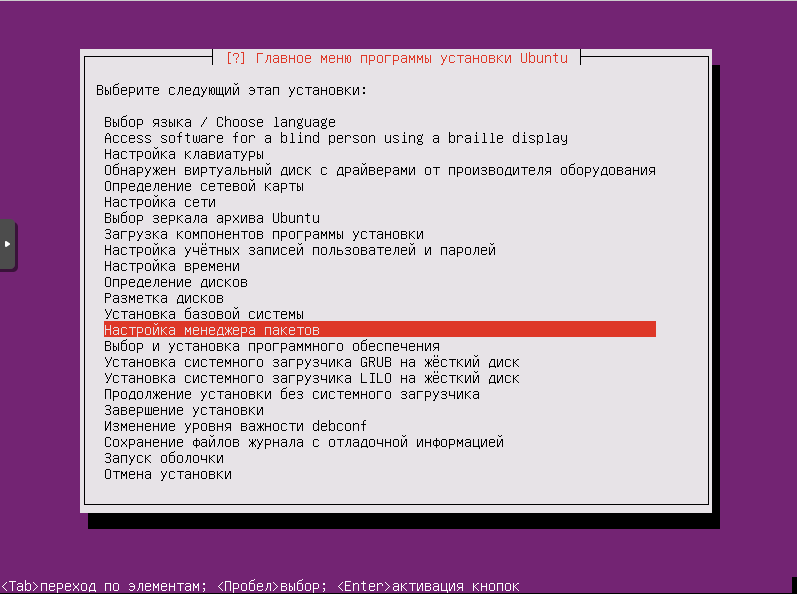 [?] Главное меню программы установки Ubuntu
Выберите следующий этап установки:
Выбор языка / Choose language
Access software for a blind person using a braille display
Настройка клавиатуры
Обнаружен виртуальный диск с драйверами от производителя оборудования
Определение сетевой карты
Настройка сети
Выбор зеркала архива Ubuntu
Загрузка компонентов программы установки
Настройка учётных записей пользователей и паролей
Настройка времени
Определение дисков
Разметка дисков
Установка базовой системы
Настройка менеджера пакетов
Выбор и установка программного обеспечения
Установка системного загрузчика GRUB на жёсткий диск
Установка системного загрузчика LILO на жёсткий диск
Продолжение установки без системного загрузчика
Завершение установки
Изменение уровня важности debconf
Сохранение файлов журнала с отладочной информацией
Запуск оболочки
Отмена установки
<Tab>переход по элементам; <Пробел>выбор; <Enter>активация кнопок